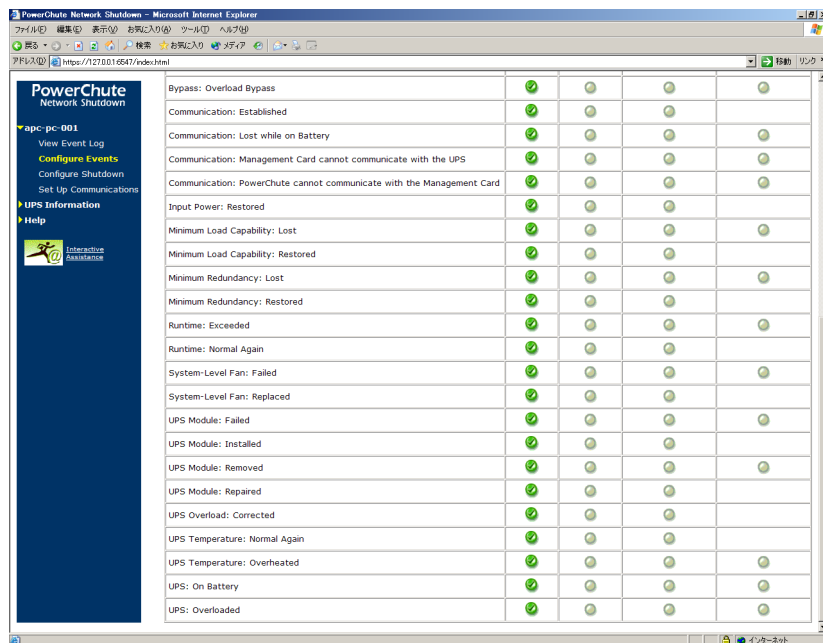 PowerChute Network Shutdown - Microsoft Internet Explorer
ファイル(F) 編集(E) 表示(V) お気に入り(A) ツール(T) ヘルプ(H)
戻る 検索 お気に入り メディア
アドレス(D) https://127.0.0.1:6547/index.html 移動 リンク
PowerChute
Network Shutdown
apc-pc-001
View Event Log
Configure Events
Configure Shutdown
Set Up Communications
UPS Information
Help
Interactive
Assistance
Bypass: Overload Bypass
Communication: Established
Communication: Lost while on Battery
Communication: Management Card cannot communicate with the UPS
Communication: PowerChute cannot communicate with the Management Card
Input Power: Restored
Minimum Load Capability: Lost
Minimum Load Capability: Restored
Minimum Redundancy: Lost
Minimum Redundancy: Restored
Runtime: Exceeded
Runtime: Normal Again
System-Level Fan: Failed
System-Level Fan: Replaced
UPS Module: Failed
UPS Module: Installed
UPS Module: Removed
UPS Module: Repaired
UPS Overload: Corrected
UPS Temperature: Normal Again
UPS Temperature: Overheated
UPS: On Battery
UPS: Overloaded
インターネット